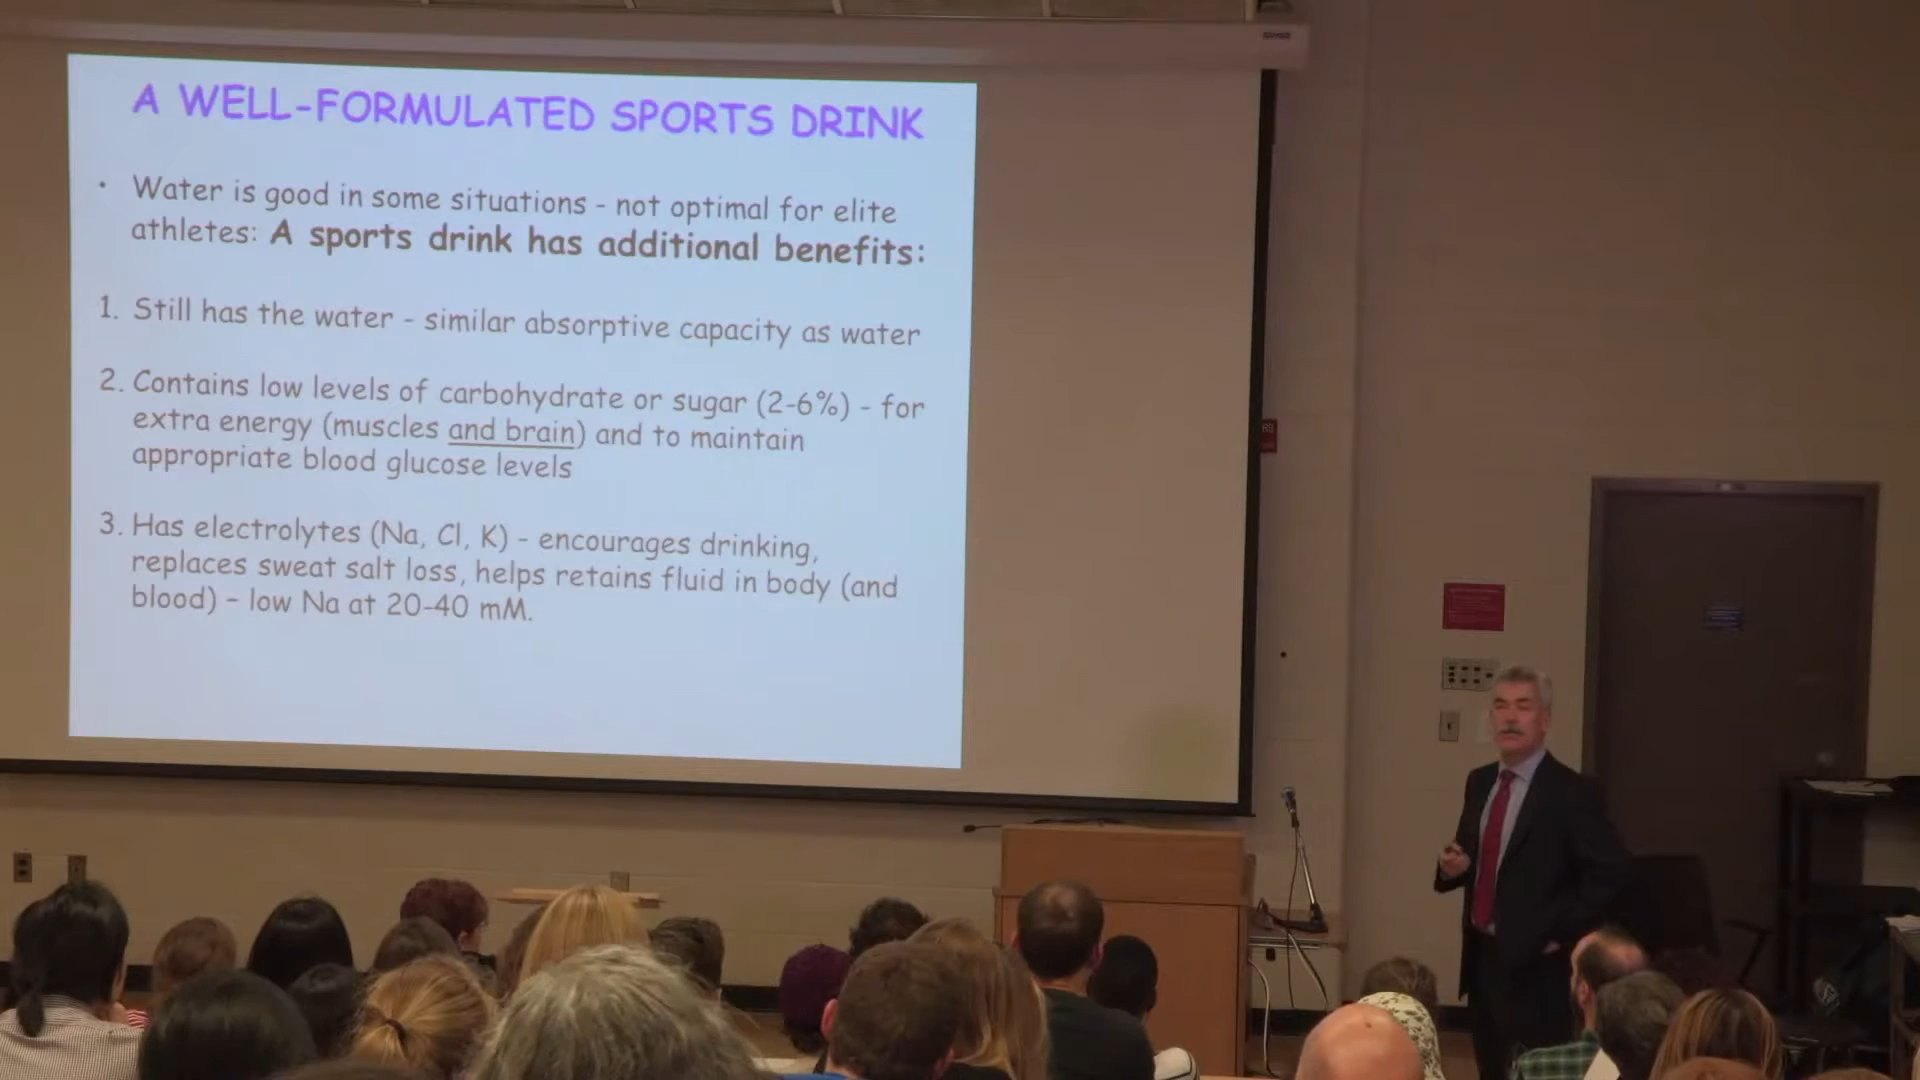 A WELL-FORMULATED SPORTS DRINK
• Water is good in some situations - not optimal for elite
athletes: A sports drink has additional benefits:
1. Still has the water - similar absorptive capacity as water
2. Contains low levels of carbohydrate or sugar (2-6%) - for
extra energy (muscles and brain) and to maintain
appropriate blood glucose levels
3. Has electrolytes (Na, Cl, K) - encourages drinking,
replaces sweat salt loss, helps retains fluid in body (and
blood) - low Na at 20-40 mM.